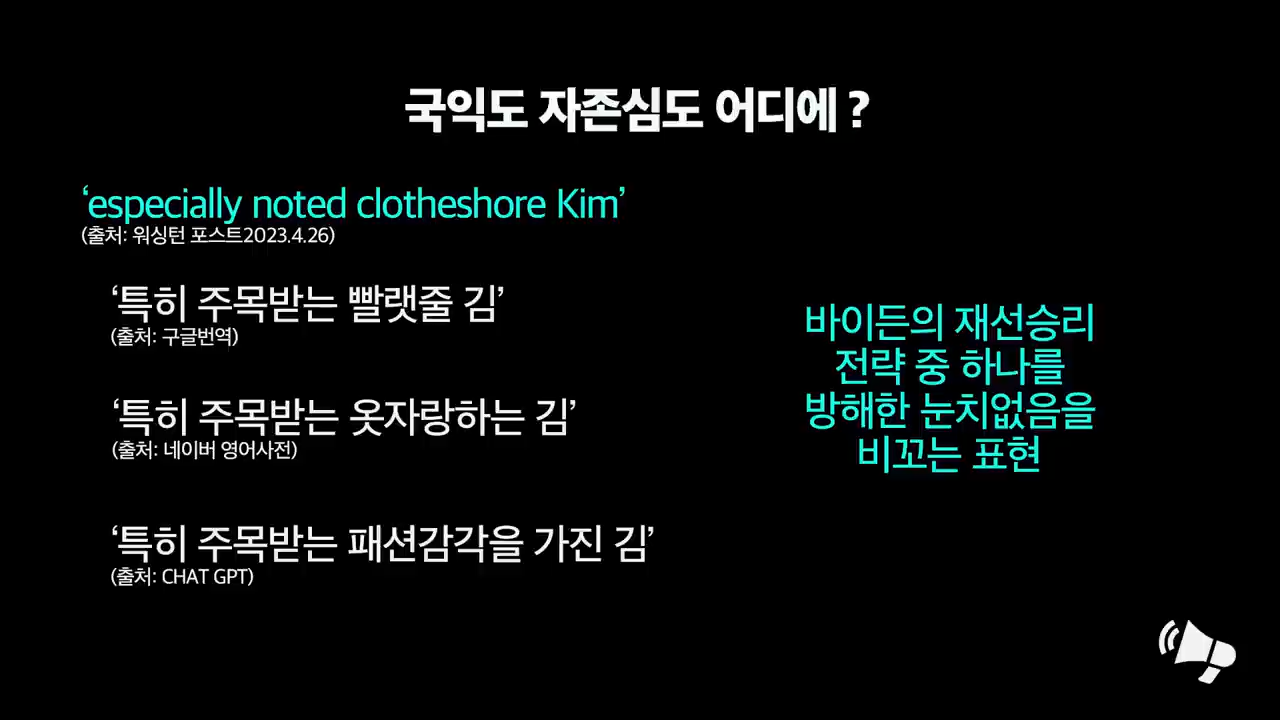 국익도 자존심도 어디에 ?
‘especially noted clotheshore Kim’
(출처: 워싱턴 포스트2023.4.26)
‘특히 주목받는 빨랫줄 김’
(출처: 구글번역)
‘특히 주목받는 옷자랑하는 김’
(출처: 네이버 영어사전)
‘특히 주목받는 패션감각을 가진 김’
(출처: CHAT GPT)
바이든의 재선승리
전략 중 하나를
방해한 눈치없음을
비꼬는 표현